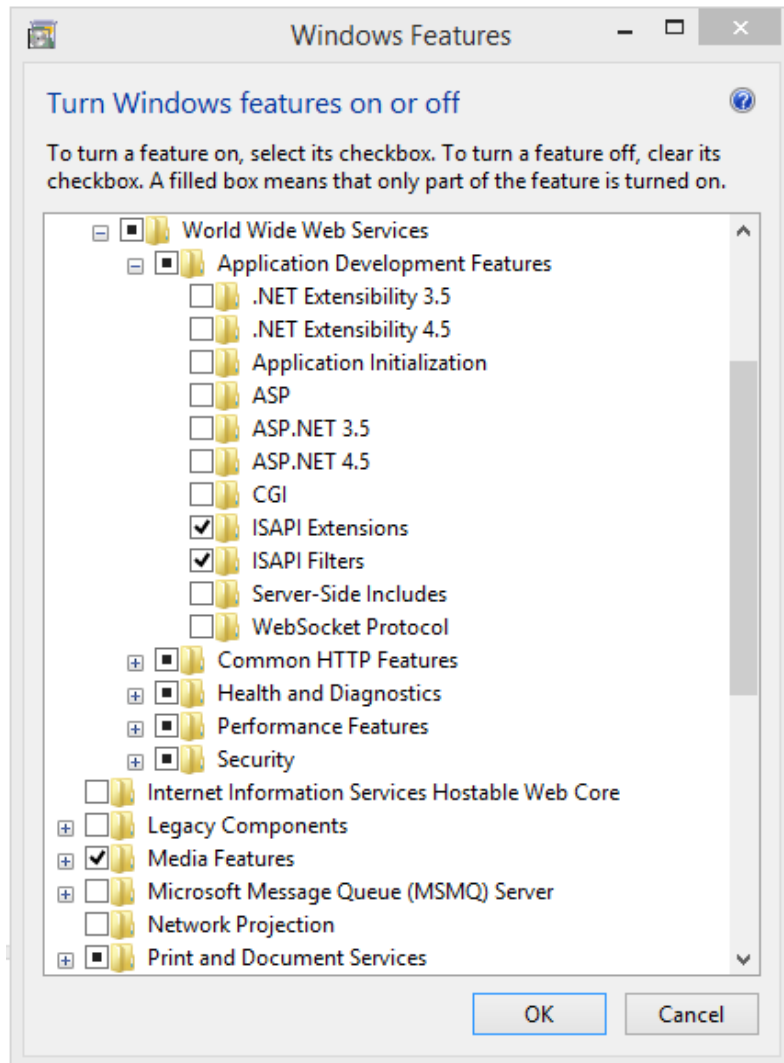 Windows Features
Turn Windows features on or off
To turn a feature on, select its checkbox. To turn a feature off, clear its
checkbox. A filled box means that only part of the feature is turned on.
World Wide Web Services
Application Development Features
.NET Extensibility 3.5
.NET Extensibility 4.5
Application Initialization
ASP
ASP.NET 3.5
ASP.NET 4.5
CGI
ISAPI Extensions
ISAPI Filters
Server-Side Includes
WebSocket Protocol
Common HTTP Features
Health and Diagnostics
Performance Features
Security
Internet Information Services Hostable Web Core
Legacy Components
Media Features
Microsoft Message Queue (MSMQ) Server
Network Projection
Print and Document Services
OK Cancel